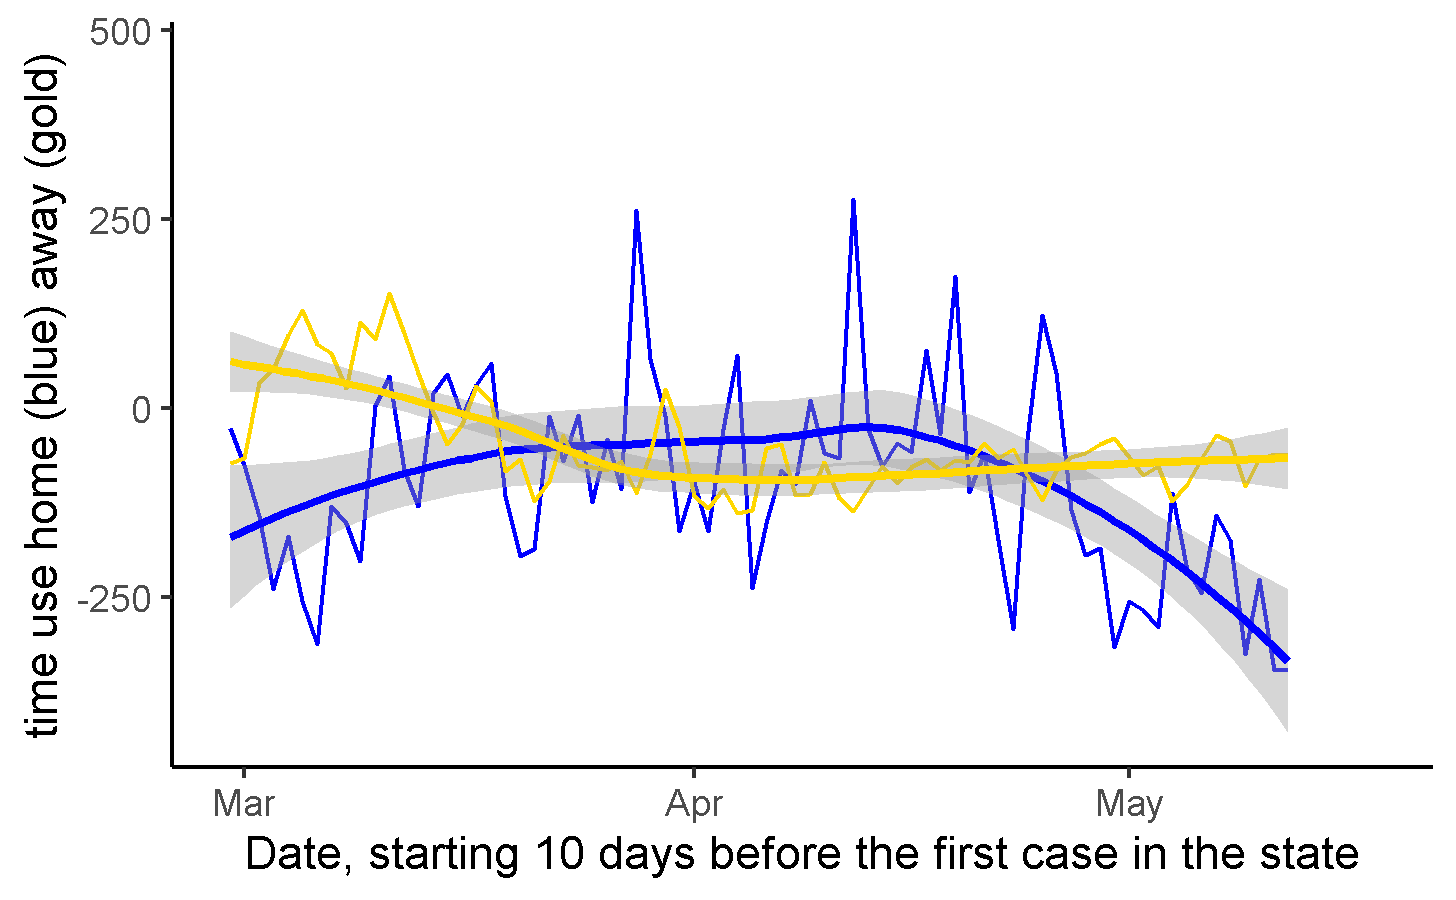 time use home (blue) away (gold)
500
250
0
-250
Mar
Apr
May
Date, starting 10 days before the first case in the state